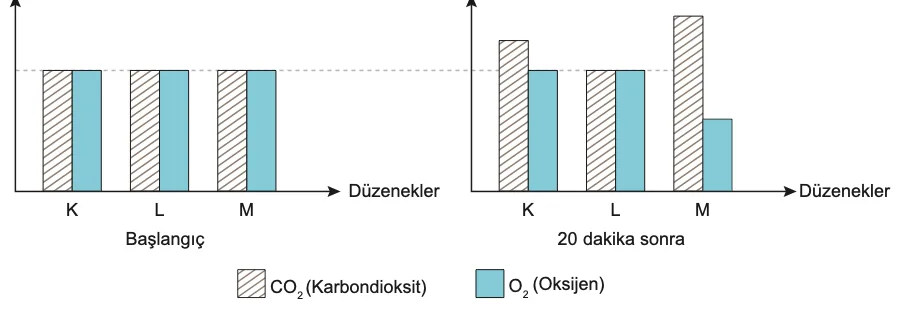 Düzenekler
K L M
Başlangıç
Düzenekler
K L M
20 dakika sonra
CO2 (Karbondioksit)
O2 (Oksijen)